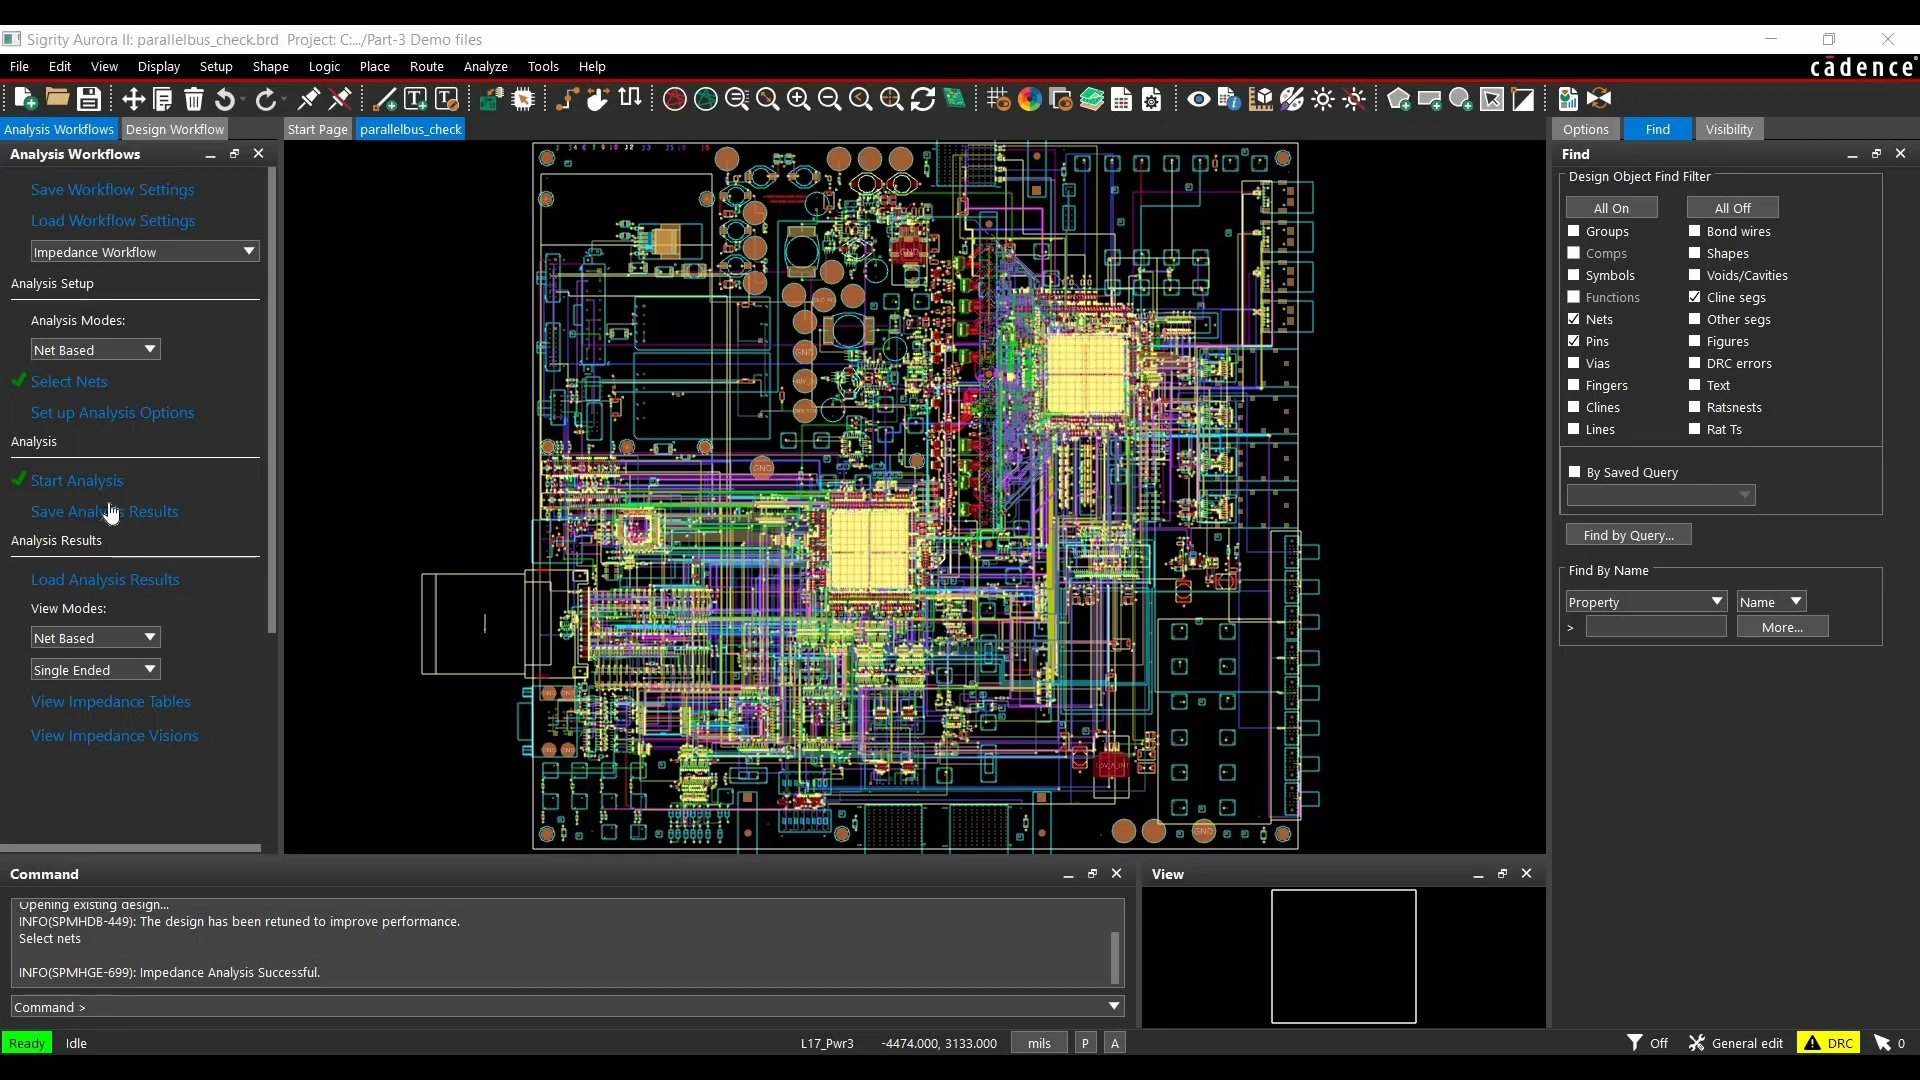 Sigrity Aurora II: parallelbus_check.brd  Project: C:.../Part-3 Demo files
File Edit View Display Setup Shape Logic Place Route Analyze Tools Help
cādence
Analysis Workflows Design Workflow Start Page parallelbus_check Options Find Visibility
Analysis Workflows
Save Workflow Settings
Load Workflow Settings
Impedance Workflow
Analysis Setup
Analysis Modes:
Net Based
Select Nets
Set up Analysis Options
Analysis
Start Analysis
Save Analysis Results
Analysis Results
Load Analysis Results
View Modes:
Net Based
Single Ended
View Impedance Tables
View Impedance Visions
GND
GND
GND
GND
Find
Design Object Find Filter
All On All Off
Groups Bond wires
Comps Shapes
Symbols Voids/Cavities
Functions Cline segs
Nets Other segs
Pins Figures
Vias DRC errors
Fingers Text
Clines Ratsnests
Lines Rat Ts
By Saved Query
Find by Query...
Find By Name
Property Name
> More...
Command
Opening existing design...
INFO(SPMHDB-449): The design has been retuned to improve performance.
Select nets
INFO(SPMHGE-699): Impedance Analysis Successful.
Command >
View
Ready Idle L17_Pwr3 -4474.000, 3133.000 mils P A Off General edit DRC 0